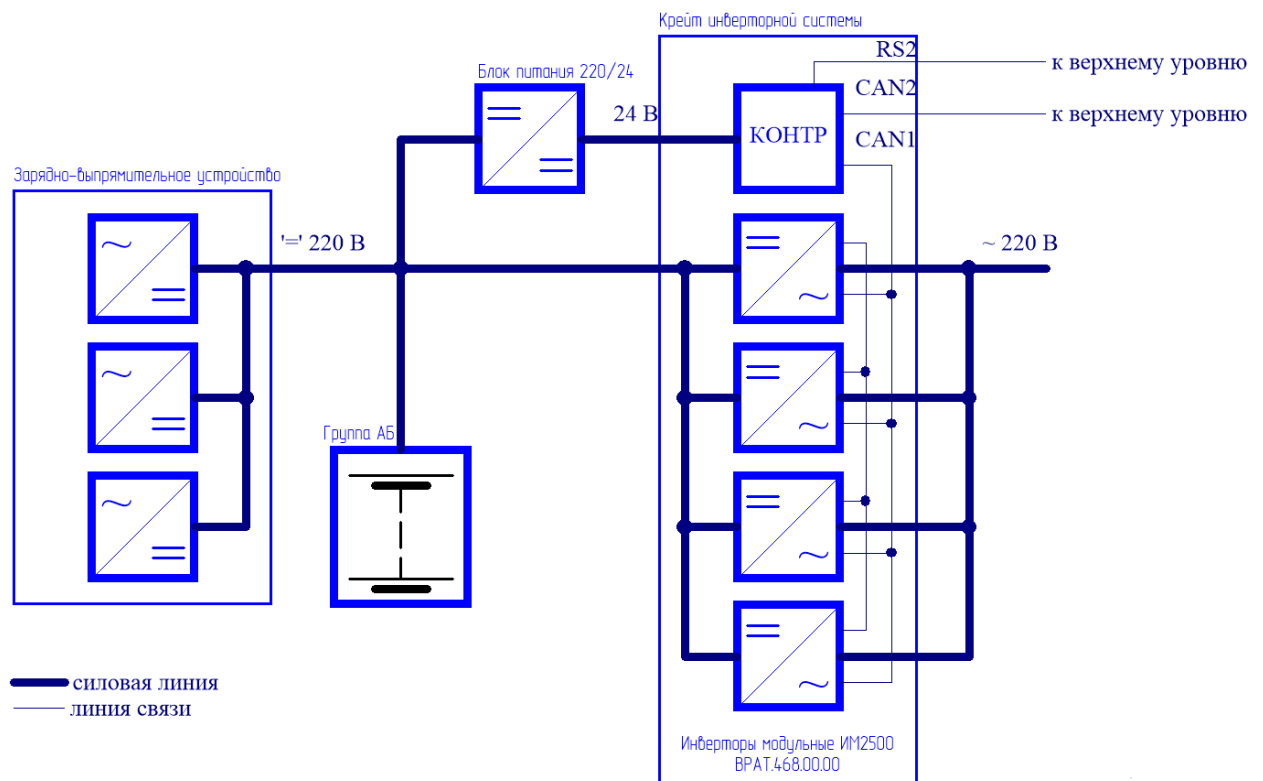 Крейт инверторной системы
RS2
к верхнему уровню
Блок питания 220/24
CAN2
24 В
к верхнему уровню
КОНТР
CAN1
Зарядно-выпрямительное устройство
'=' 220 В
~ 220 В
Группа АБ
силовая линия
линия связи
Инверторы модульные ИМ2500
ВРАТ.468.00.00